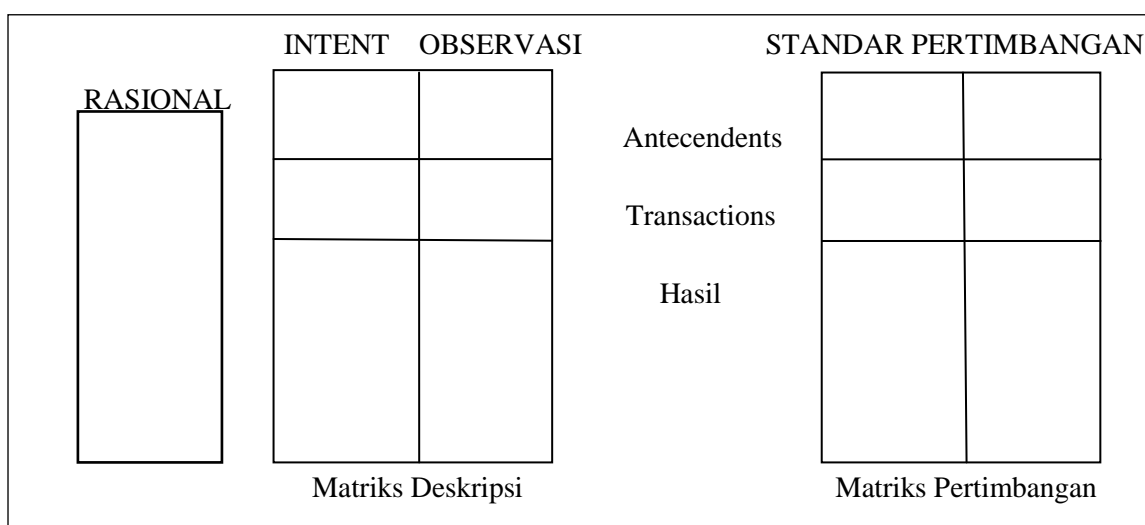 INTENT OBSERVASI STANDAR PERTIMBANGAN
RASIONAL
Antecendents
Transactions
Hasil
Matriks Deskripsi Matriks Pertimbangan